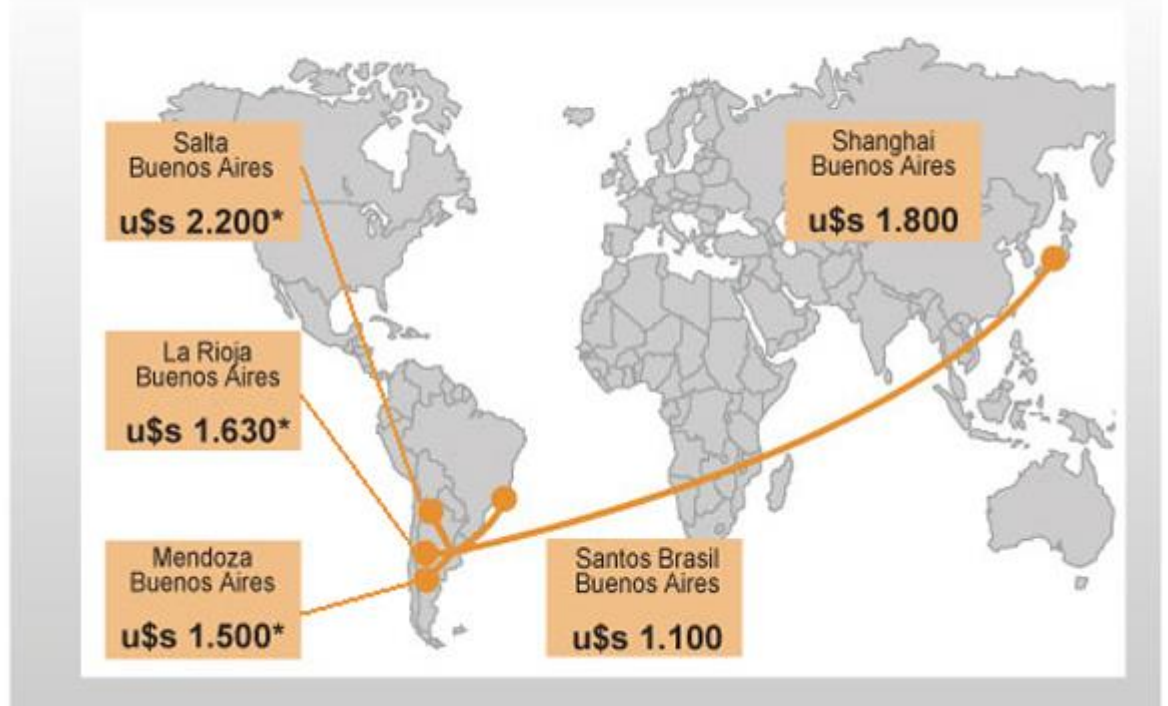 Salta
Buenos Aires
u$s 2.200*
Shanghai
Buenos Aires
u$s 1.800
La Rioja
Buenos Aires
u$s 1.630*
Mendoza
Buenos Aires
u$s 1.500*
Santos Brasil
Buenos Aires
u$s 1.100